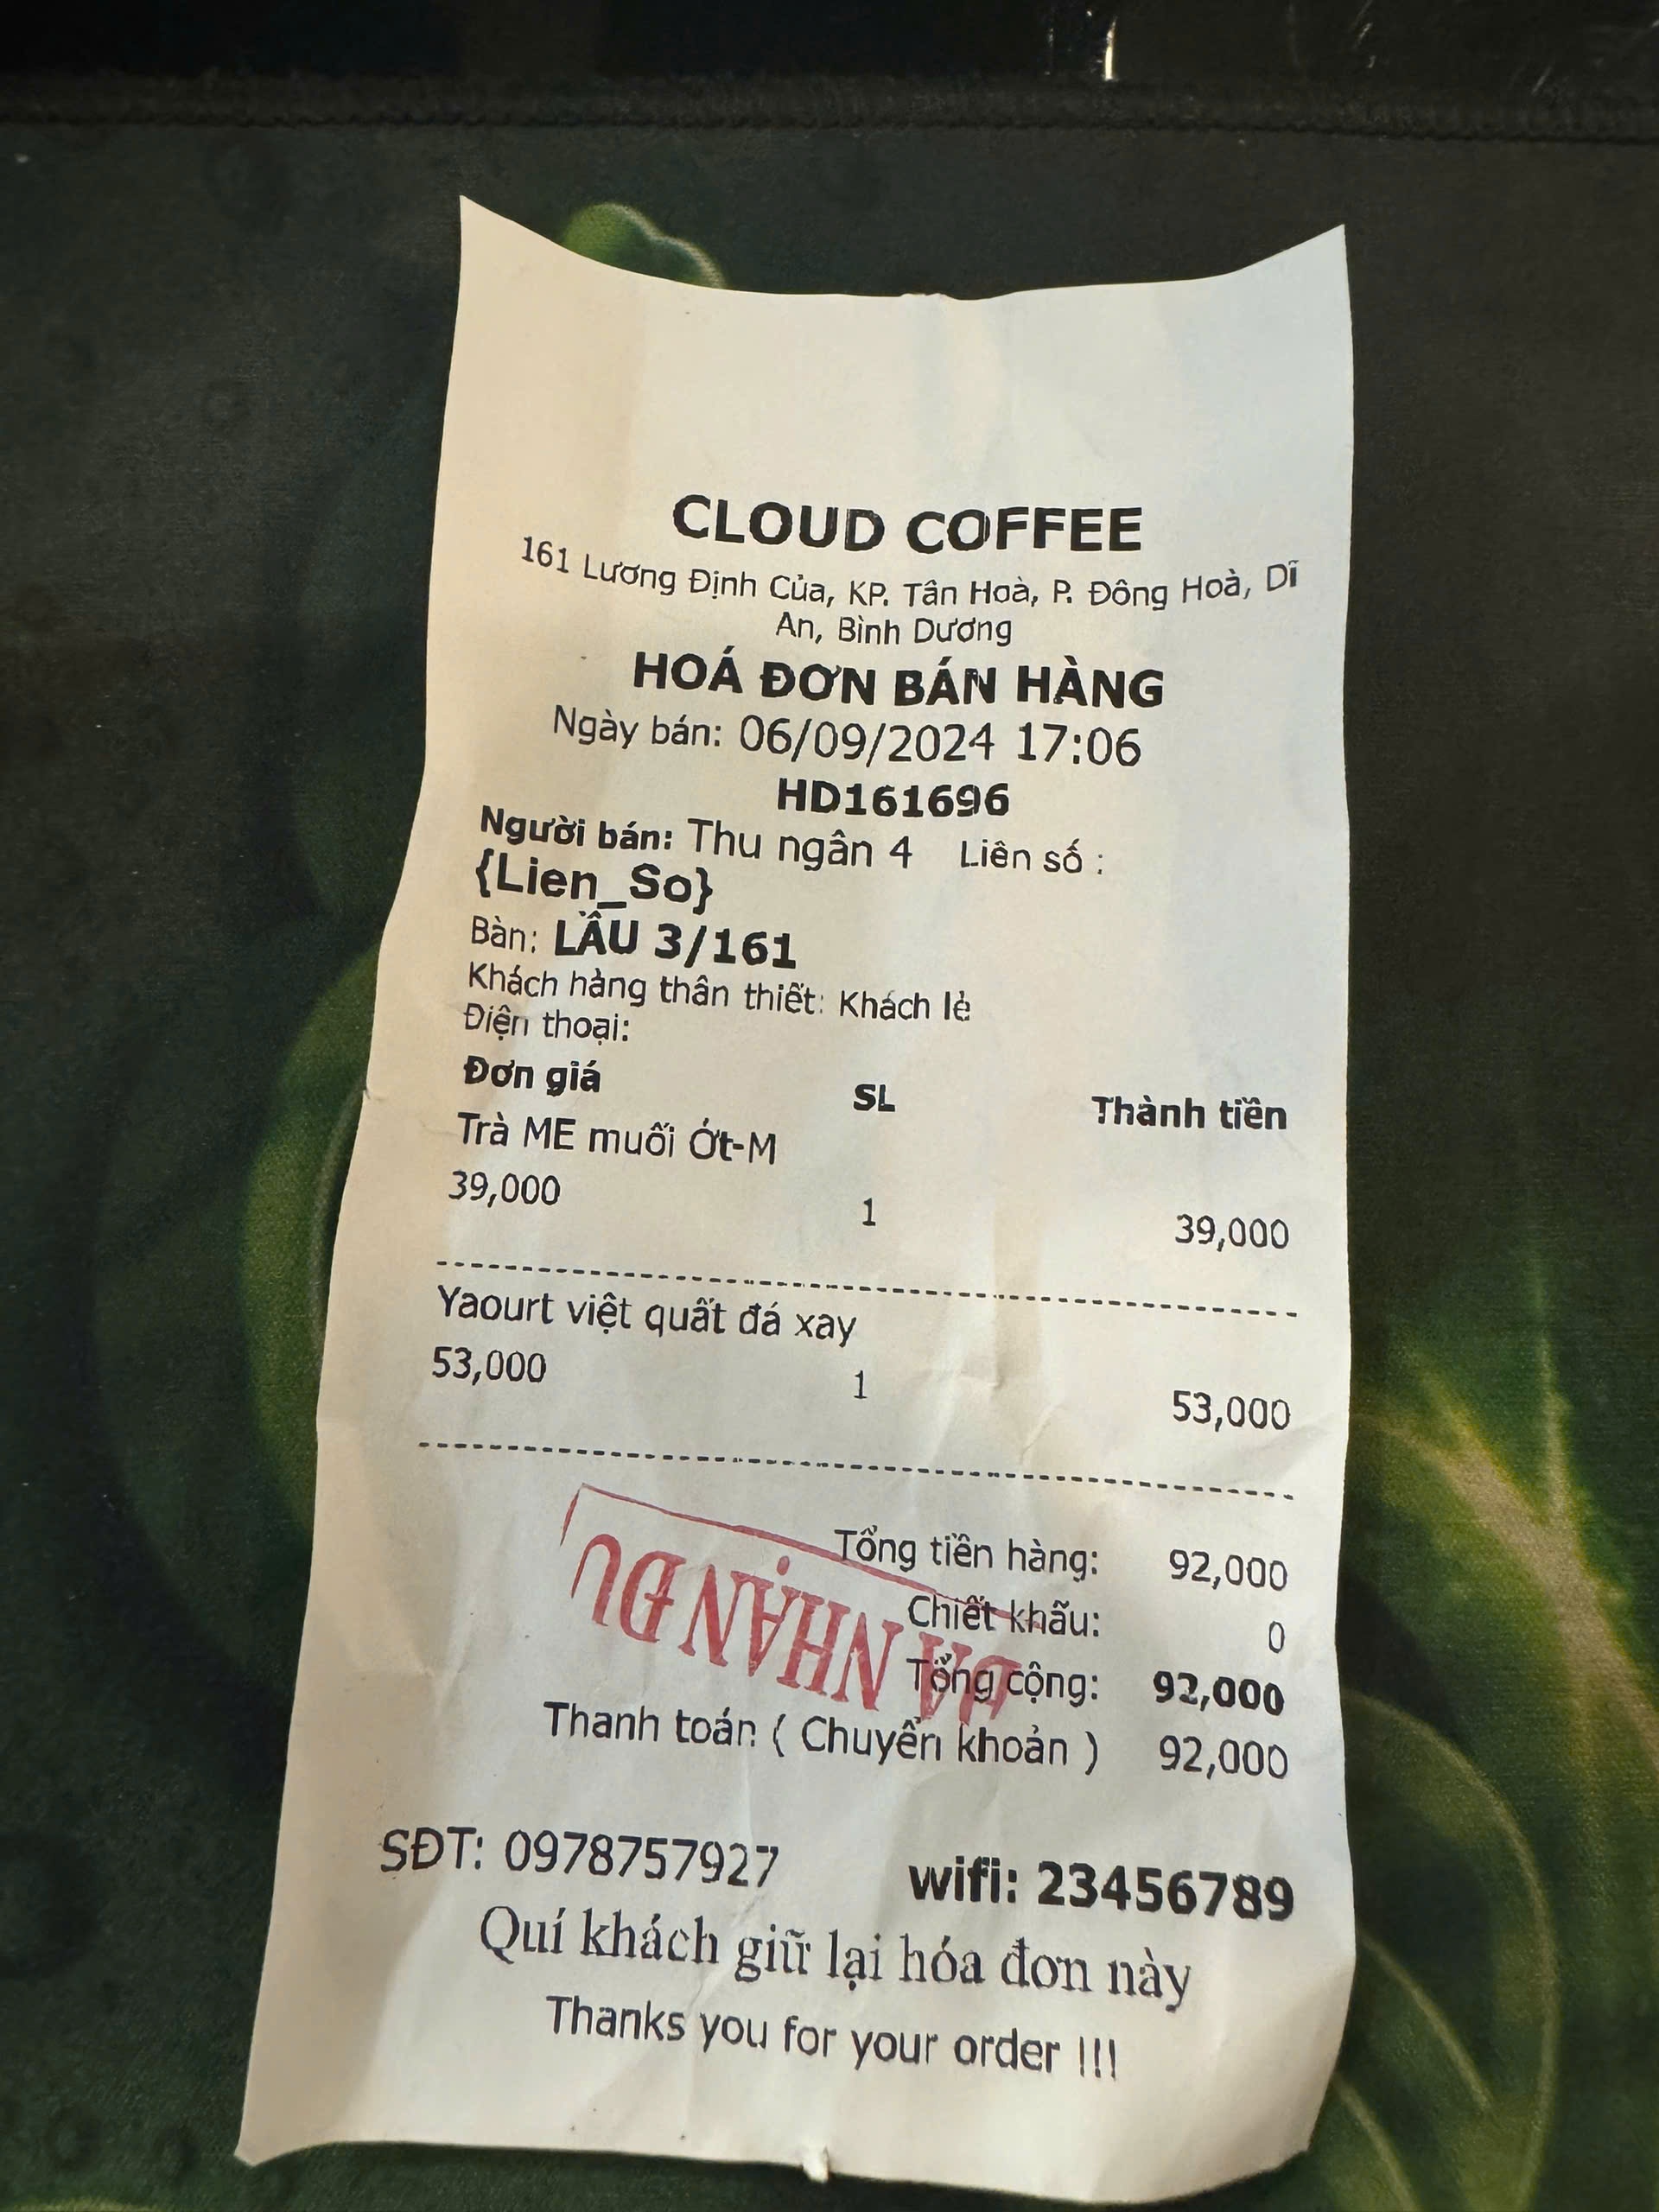 CLOUD COFFEE
161 Lương Định Của, KP. Tân Hoà, P. Đông Hoà, Dĩ
An, Bình Dương
HOÁ ĐƠN BÁN HÀNG
Ngày bán: 06/09/2024 17:06
HD161696
Người bán: Thu ngân 4 Liên số :
{Lien_So}
Bàn: LẦU 3/161
Khách hàng thân thiết: Khách lẻ
Điện thoại:
Đơn giá SL Thành tiền
Trà ME muối Ớt-M
39,000 1 39,000
Yaourt việt quất đá xay
53,000 1 53,000
Tổng tiền hàng: 92,000
Chiết khấu: 0
Tổng cộng: 92,000
Thanh toán ( Chuyển khoản ) 92,000
ĐA NHẬN ĐU
SĐT: 0978757927 wifi: 23456789
Quí khách giữ lại hóa đơn này
Thanks you for your order !!!